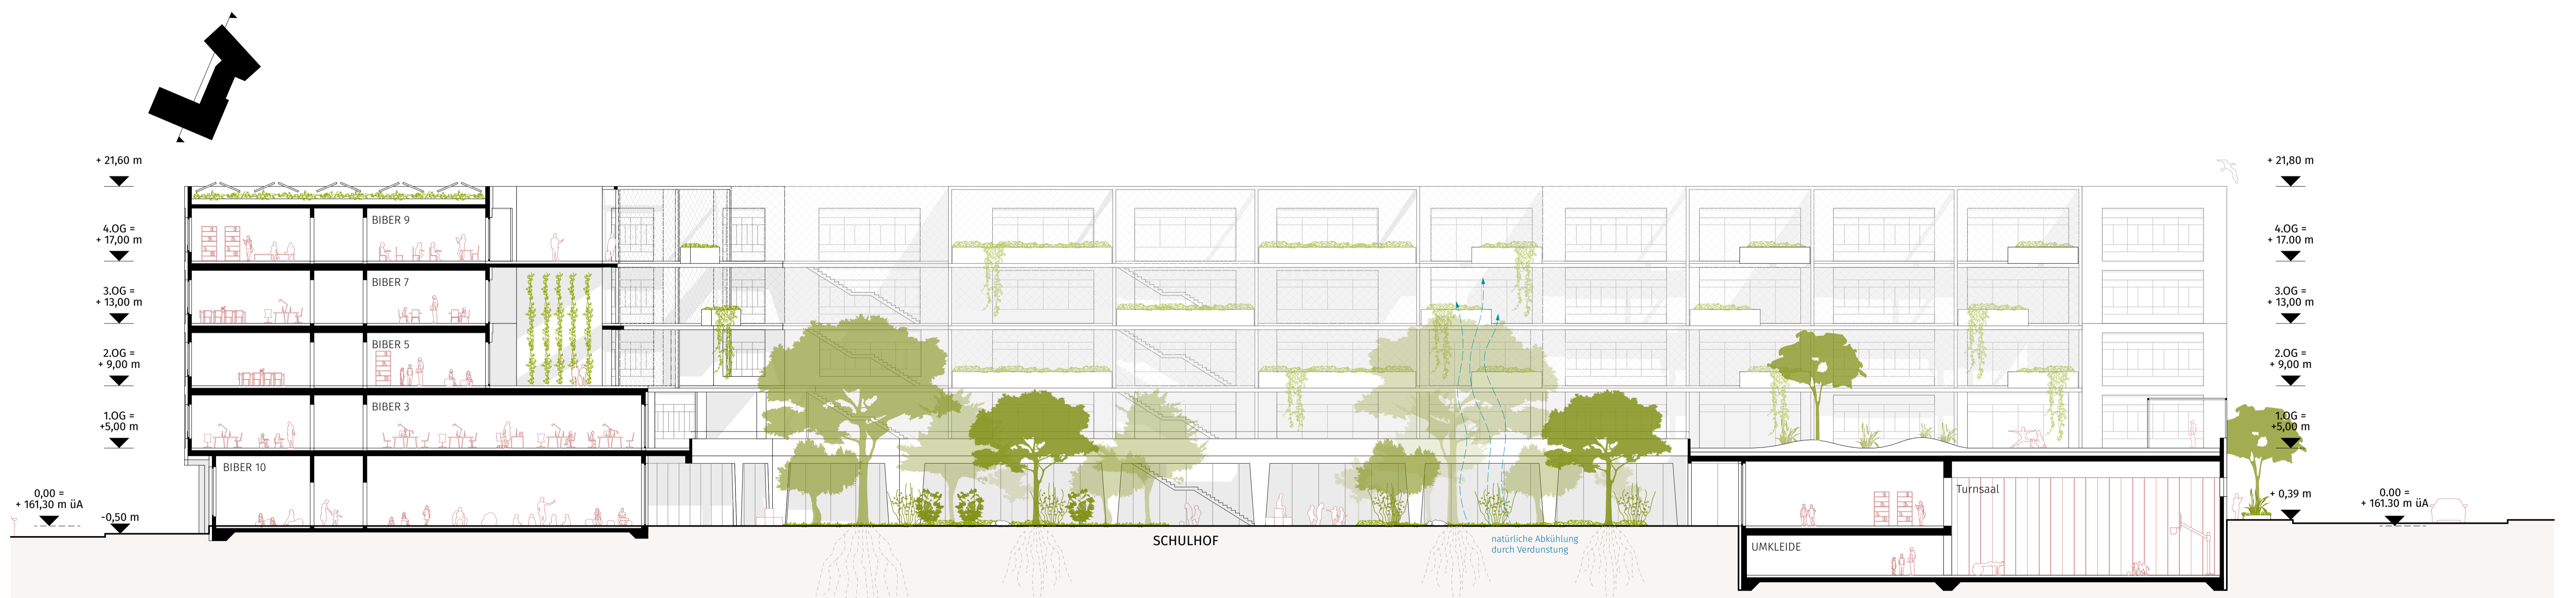 + 21,60 m
4.OG =
+ 17,00 m
3.OG =
+ 13,00 m
2.OG =
+ 9,00 m
1.OG =
+5,00 m
0,00 =
+ 161,30 m üA
-0,50 m
BIBER 9
BIBER 7
BIBER 5
BIBER 3
BIBER 10
SCHULHOF
natürliche Abkühlung
durch Verdunstung
UMKLEIDE
Turnsaal
+ 21,80 m
4.OG =
+ 17.00 m
3.OG =
+ 13,00 m
2.OG =
+ 9,00 m
1.OG =
+5,00 m
+ 0,39 m
0.00 =
+ 161.30 m üA